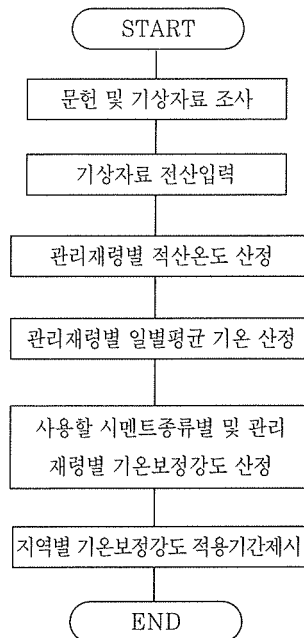 START
문헌 및 기상자료 조사
기상자료 전산입력
관리재령별 적산온도 산정
관리재령별 일별평균 기온 산정
사용할 시멘트종류별 및 관리
재령별 기온보정강도 산정
지역별 기온보정강도 적용기간제시
END